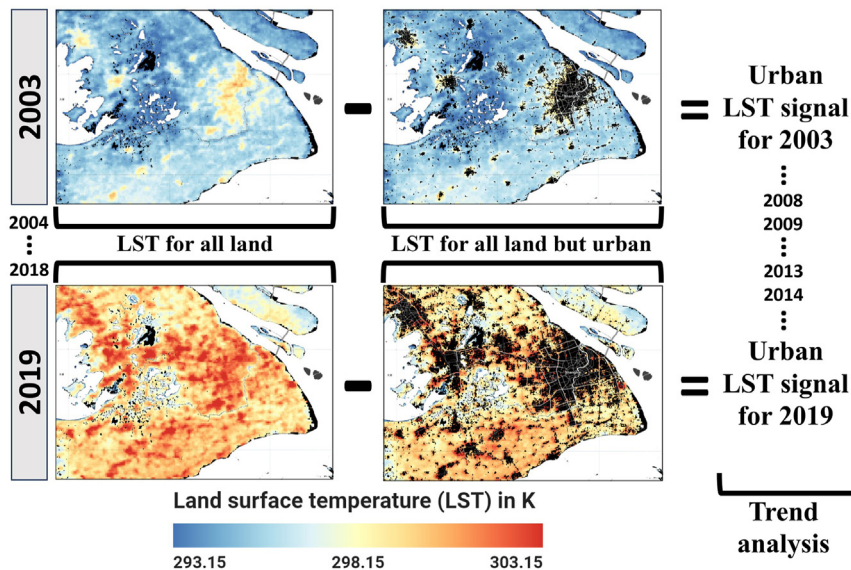 2003
2004
2018
2019
LST for all land
LST for all land but urban
Urban
LST signal
for 2003
2008
2009
2013
2014
Urban
LST signal
for 2019
Trend
analysis
Land surface temperature (LST) in K
293.15
298.15
303.15